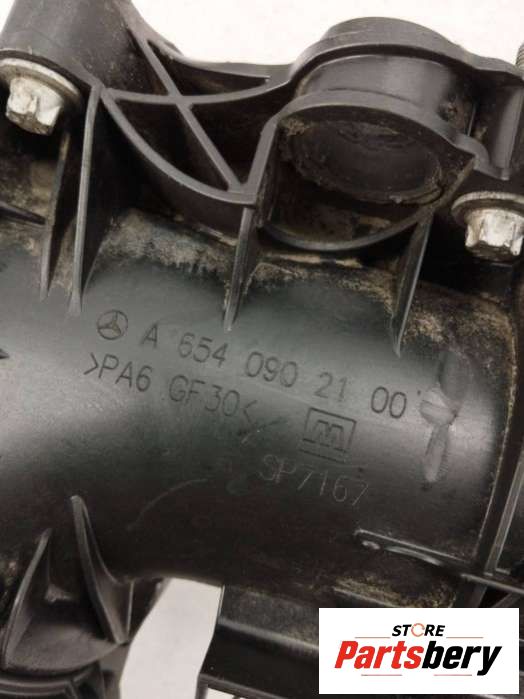 A 654 090 21 00
>PA6 GF30<
SP7167
STORE
Partsbery